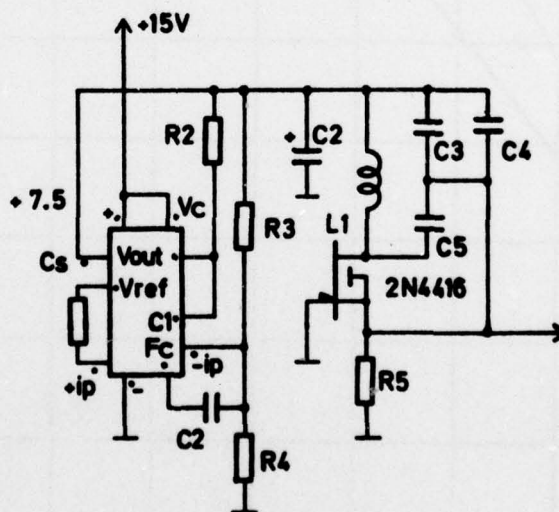 +15V
R2
C2
+
C3
C4
+ 7.5
+.
Vc
R3
L1
C5
Cs
Vout
Vref
2N4416
C1
Fc
-ip
+ip
-
C2
R5
R4